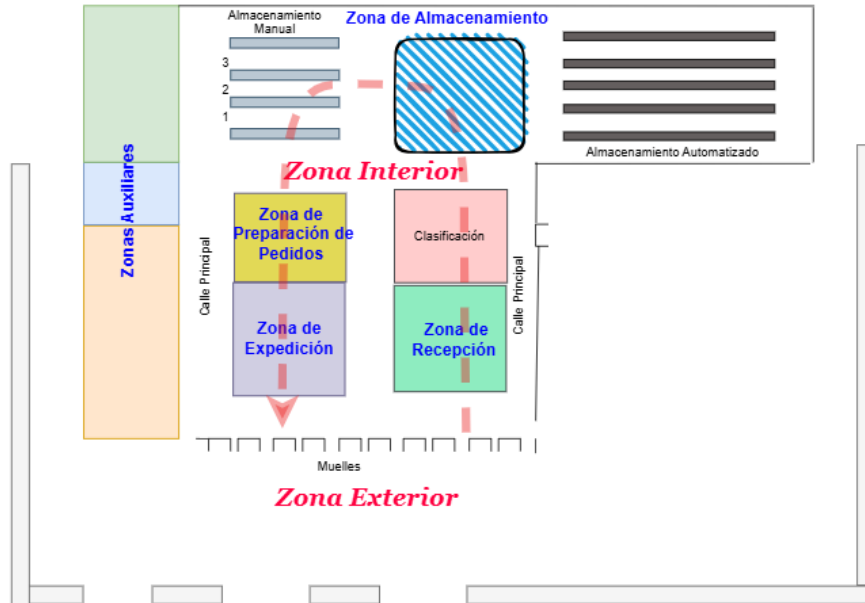 Almacenamiento
Manual
Zona de Almacenamiento
3
2
1
Almacenamiento Automatizado
Zona Interior
Zonas Auxiliares
Zona de
Preparación de
Pedidos
Clasificación
Calle Principal
Calle Principal
Zona de
Expedición
Zona de
Recepción
Muelles
Zona Exterior